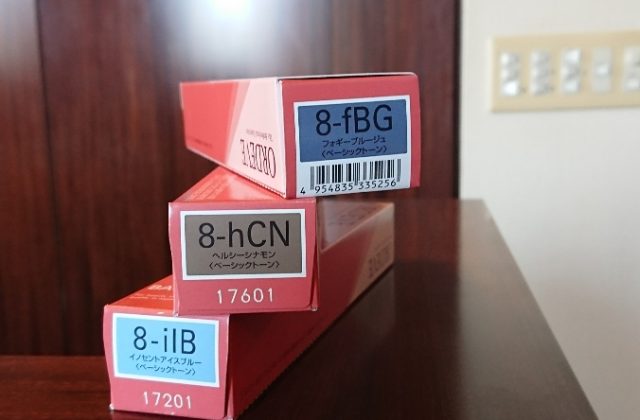 8-fBG
フォギーブルージュ
〈ベーシックトーン〉
4 954835 335256
ORDEVE
8-hCN
ヘルシーシナモン
〈ベーシックトーン〉
17601
8-iIB
イノセントアイスブルー
〈ベーシックトーン〉
17201